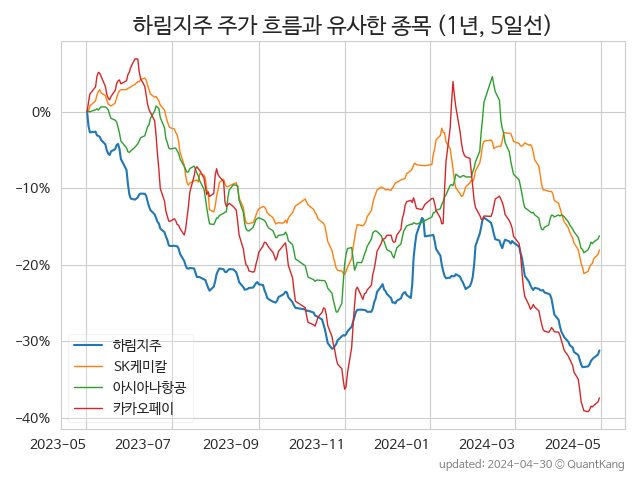 하림지주 주가 흐름과 유사한 종목 (1년, 5일선)
0%
−10%
−20%
−30%
−40%
하림지주
SK케미칼
아시아나항공
카카오페이
2023-05 2023-07 2023-09 2023-11 2024-01 2024-03 2024-05
updated: 2024-04-30 © QuantKang